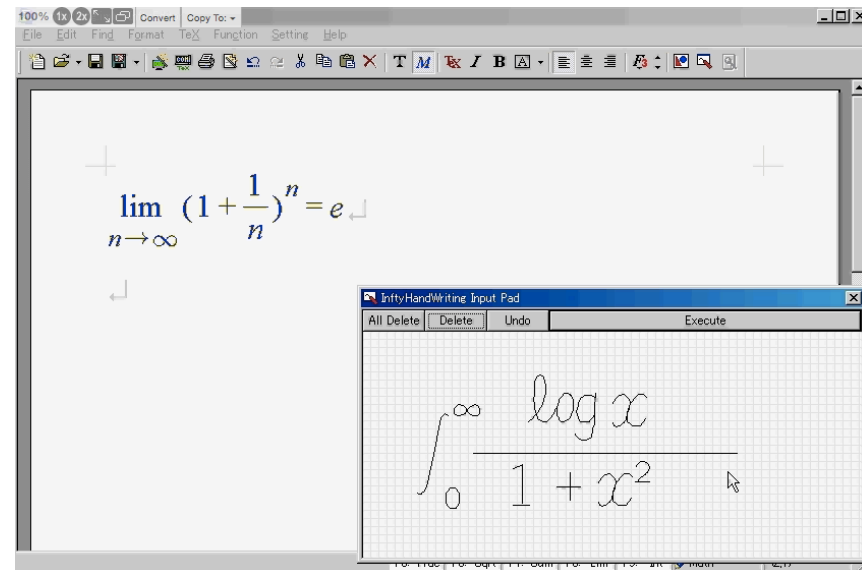 100% 1x 2x Convert Copy To:
File Edit Find Format TeX Function Setting Help
T M TeX I B A
lim n→∞ (1 + 1/n)^n = e
InftyHandWriting Input Pad
All Delete Delete Undo Execute
∫_0^∞ log x / 1 + x^2